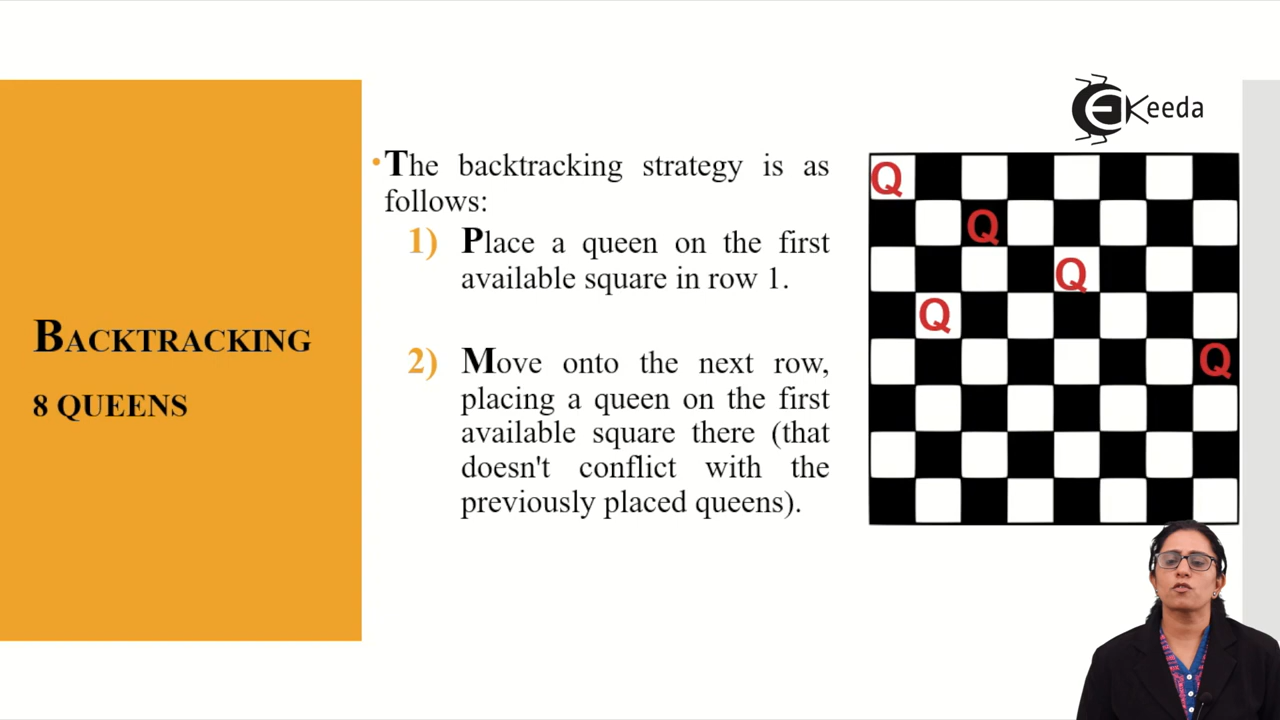 EKeeda
BACKTRACKING
8 QUEENS
•The backtracking strategy is as
follows:
1) Place a queen on the first
available square in row 1.
2) Move onto the next row,
placing a queen on the first
available square there (that
doesn't conflict with the
previously placed queens).
Q
Q
Q
Q
Q